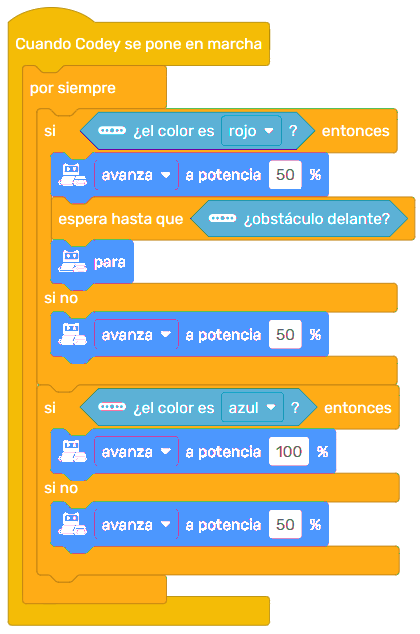 Cuando Codey se pone en marcha
por siempre
si ¿el color es rojo ? entonces
avanza a potencia 50 %
espera hasta que ¿obstáculo delante?
para
si no
avanza a potencia 50 %
si ¿el color es azul ? entonces
avanza a potencia 100 %
si no
avanza a potencia 50 %